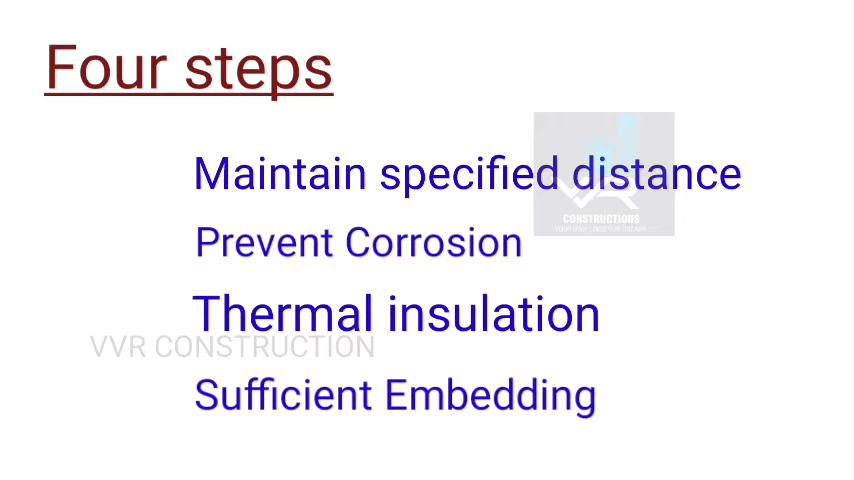 Four steps
Maintain specified distance
CONSTRUCTIONS
Prevent Corrosion
Thermal insulation
VVR CONSTRUCTION
Sufficient Embedding